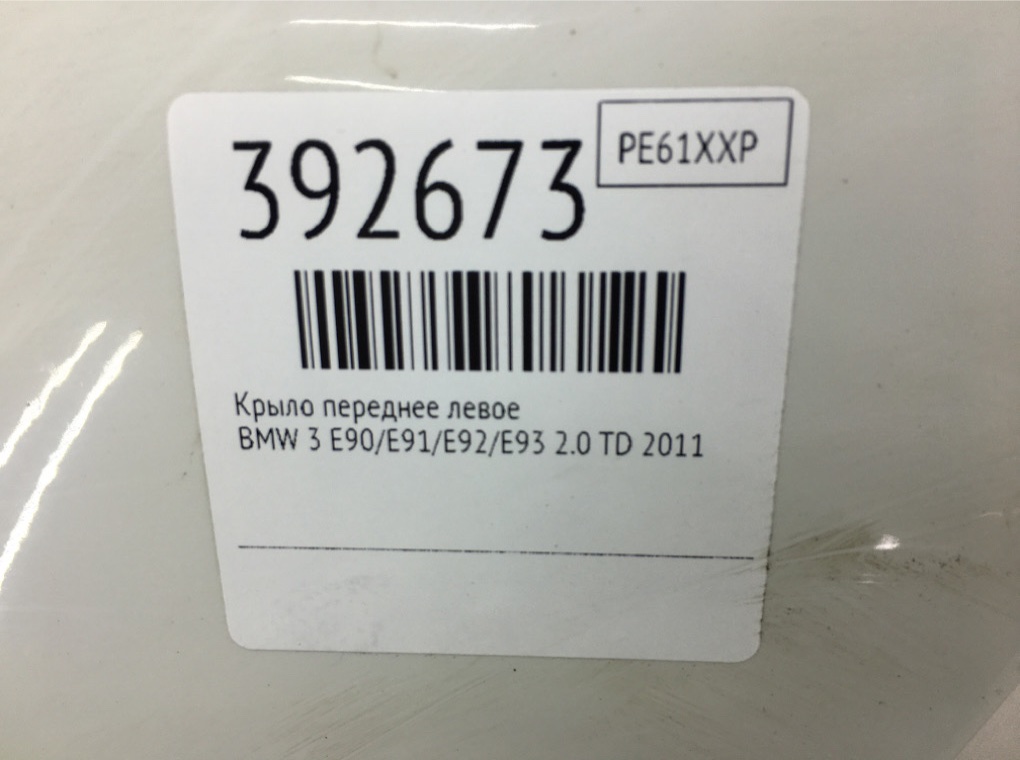 392673
PE61XXP
Крыло переднее левое
BMW 3 E90/E91/E92/E93 2.0 TD 2011